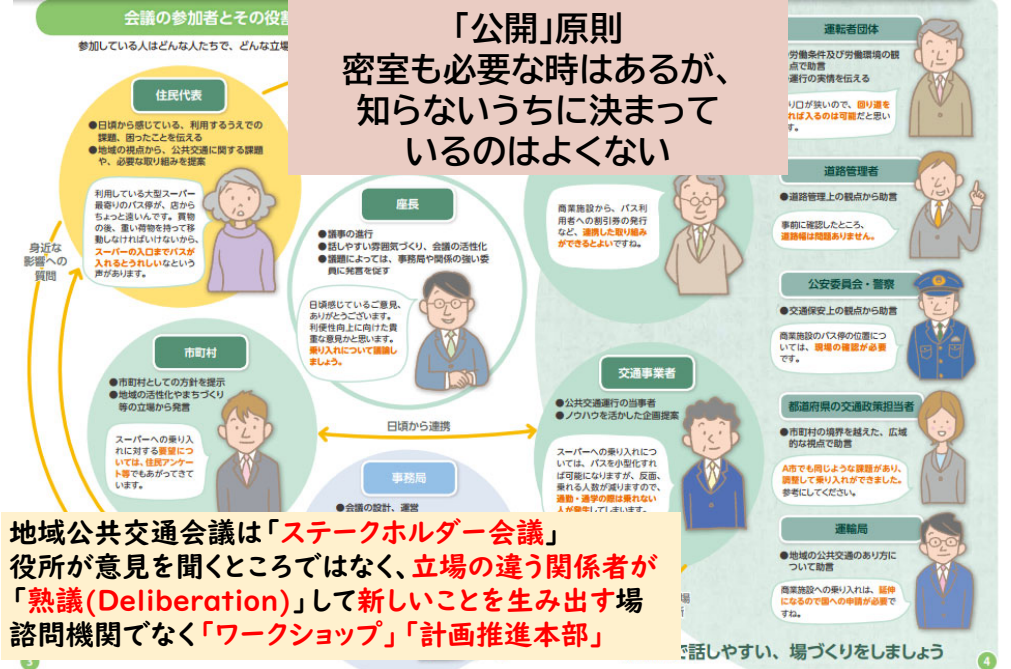 会議の参加者とその役割
参加している人はどんな人たちで、どんな立場
「公開」原則
密室も必要な時はあるが、
知らないうちに決まって
いるのはよくない
住民代表
●日頃から感じている、利用するうえでの
課題、困ったことを伝える
●地域の視点から、公共交通に関する課題
や、必要な取り組みを提案
利用している大型スーパー
最寄りのバス停が、店から
ちょっと遠いんです。買物
の後、重い荷物を持って移
動しなければいけないから、
スーパーの入口までバスが
入れるとうれしいなという
声があります。
身近な
影響への
質問
座長
●議事の進行
●話しやすい雰囲気づくり、会議の活性化
●議題によっては、事務局や関係の強い委
員に発言を促す
日頃感じているご意見、
ありがとうございます。
利便性向上に向けた貴
重な意見かと思います。
乗り入れについて議論し
ましょう。
商業施設から、バス利
用者への割引券の発行
など、連携した取り組み
ができるとよいですね。
市町村
●市町村としての方針を提示
●地域の活性化やまちづくり
等の立場から発言
スーパーへの乗り入
れに対する要望につ
いては、住民アンケー
ト等でもあがってきて
います。
日頃から連携
事務局
●会議の設計、運営
交通事業者
●公共交通運行の当事者
●ノウハウを活かした企画提案
スーパーへの乗り入れにつ
いては、バスを小型化すれ
ば可能になりますが、反面、
乗れる人数が減りますので、
通勤・通学の際は乗れない
人が発生してしまいます。
運転者団体
労働条件及び労働環境の観
点で助言
運行の実情を伝える
り口が狭いので、回り道を
れば入るのは可能だと思い
す。
道路管理者
●道路管理上の観点から助言
事前に確認したところ、
道路幅は問題ありません。
公安委員会・警察
●交通保安上の観点から助言
商業施設のバス停の位置につ
いては、現場の確認が必要
です。
都道府県の交通政策担当者
●市町村の境界を越えた、広域
的な視点で助言
A市でも同じような課題があり、
調整して乗り入れができました。
参考にしてください。
運輸局
●地域の公共交通のあり方に
ついて助言
商業施設への乗り入れは、延伸
になるので国への申請が必要で
すね。
地域公共交通会議は「ステークホルダー会議」
役所が意見を聞くところではなく、立場の違う関係者が
「熟議(Deliberation)」して新しいことを生み出す場
諮問機関でなく「ワークショップ」「計画推進本部」
で話しやすい、場づくりをしましょう
3
4